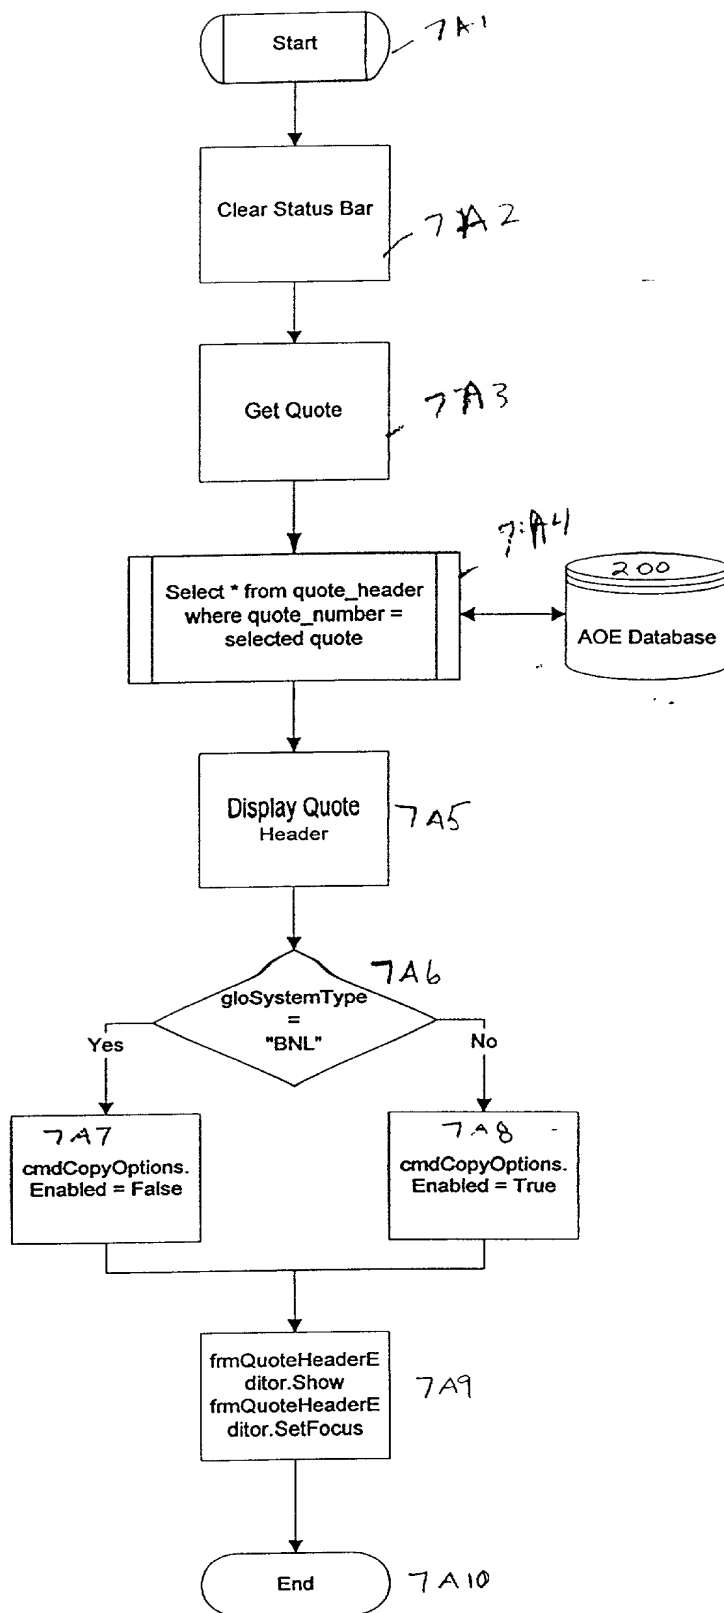 Start
7A1
Clear Status Bar
7A2
Get Quote
7A3
7A4
Select * from quote_header
where quote_number =
selected quote
200
AOE Database
Display Quote
Header
7A5
7A6
gloSystemType
=
"BNL"
Yes
No
7A7
cmdCopyOptions.
Enabled = False
7A8
cmdCopyOptions.
Enabled = True
frmQuoteHeaderE
ditor.Show
frmQuoteHeaderE
ditor.SetFocus
7A9
End
7A10